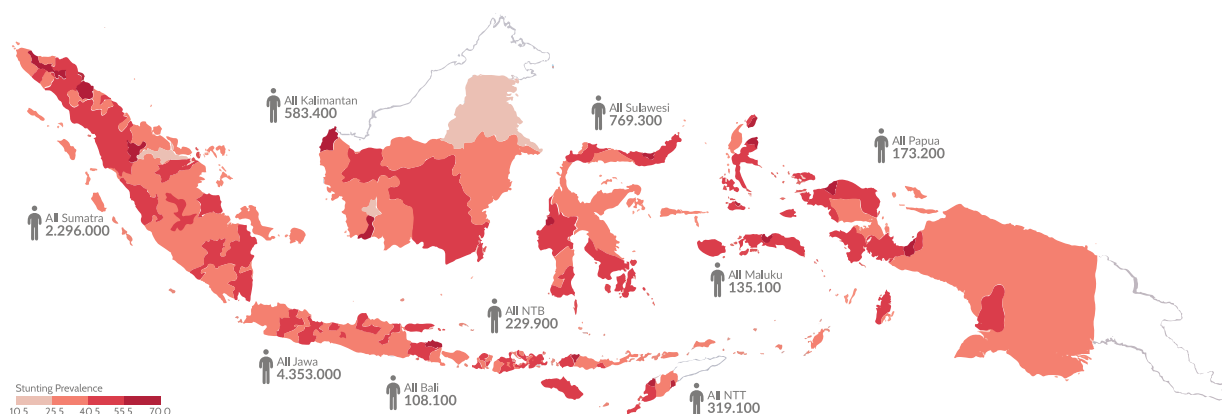 All Kalimantan
583.400
All Sulawesi
769.300
All Papua
173.200
All Sumatra
2.296.000
All Maluku
135.100
All NTB
229.900
All Jawa
4.353.000
All Bali
108.100
All NTT
319.100
Stunting Prevalence
10.5 25.5 40.5 55.5 70.0